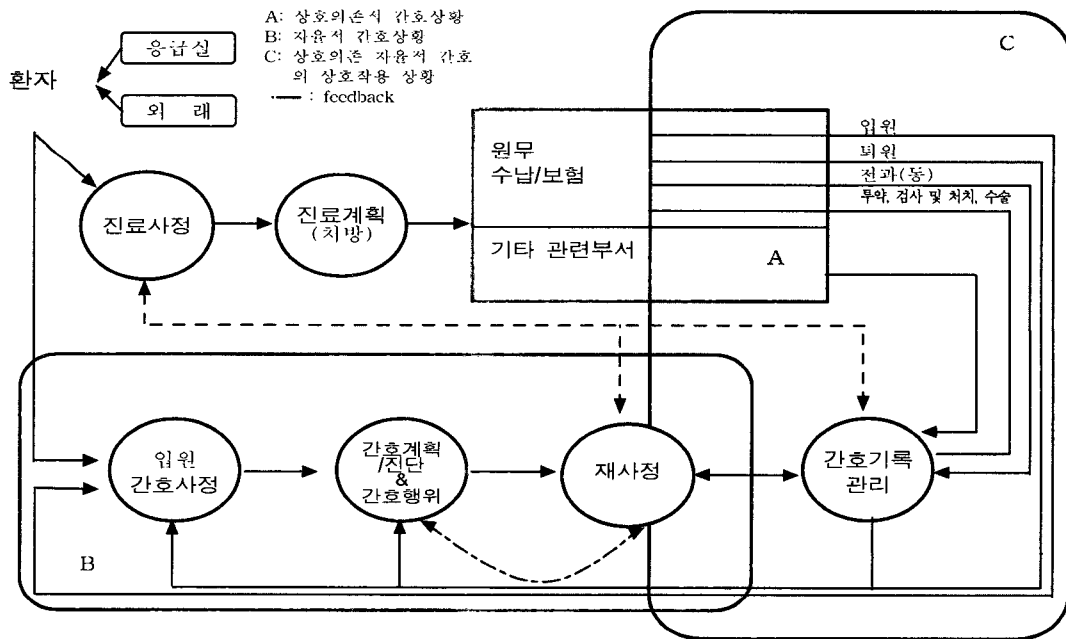 응급실
환자
외 래
A: 상호의존적 간호상황
B: 자율적 간호상황
C: 상호의존 자율적 간호
의 상호작용 상황
: feedback
C
원무
수납/보험
기타 관련부서
A
입원
퇴원
전과(동)
투약, 검사 및 처치, 수술
진료사정
진료계획
(처방)
입원
간호사정
간호계획
/진단
&
간호행위
재사정
간호기록
관리
B